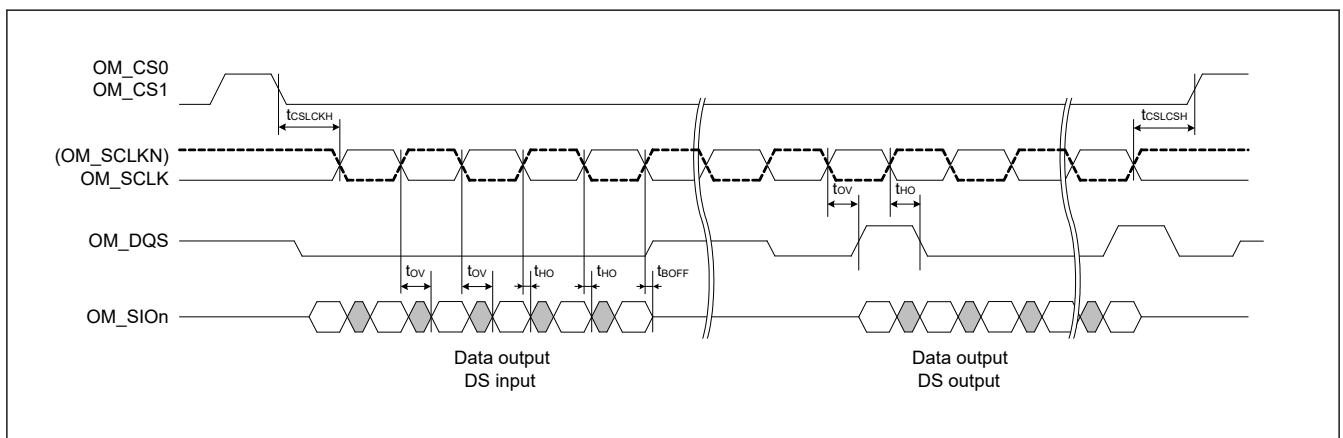 OM_CS0
OM_CS1
tCSLCKH
tCSLCSH
(OM_SCLKN)
OM_SCLK
tOV
tHO
OM_DQS
tOV
tOV
tHO
tHO
tBOFF
OM_SIOn
Data output
DS input
Data output
DS output